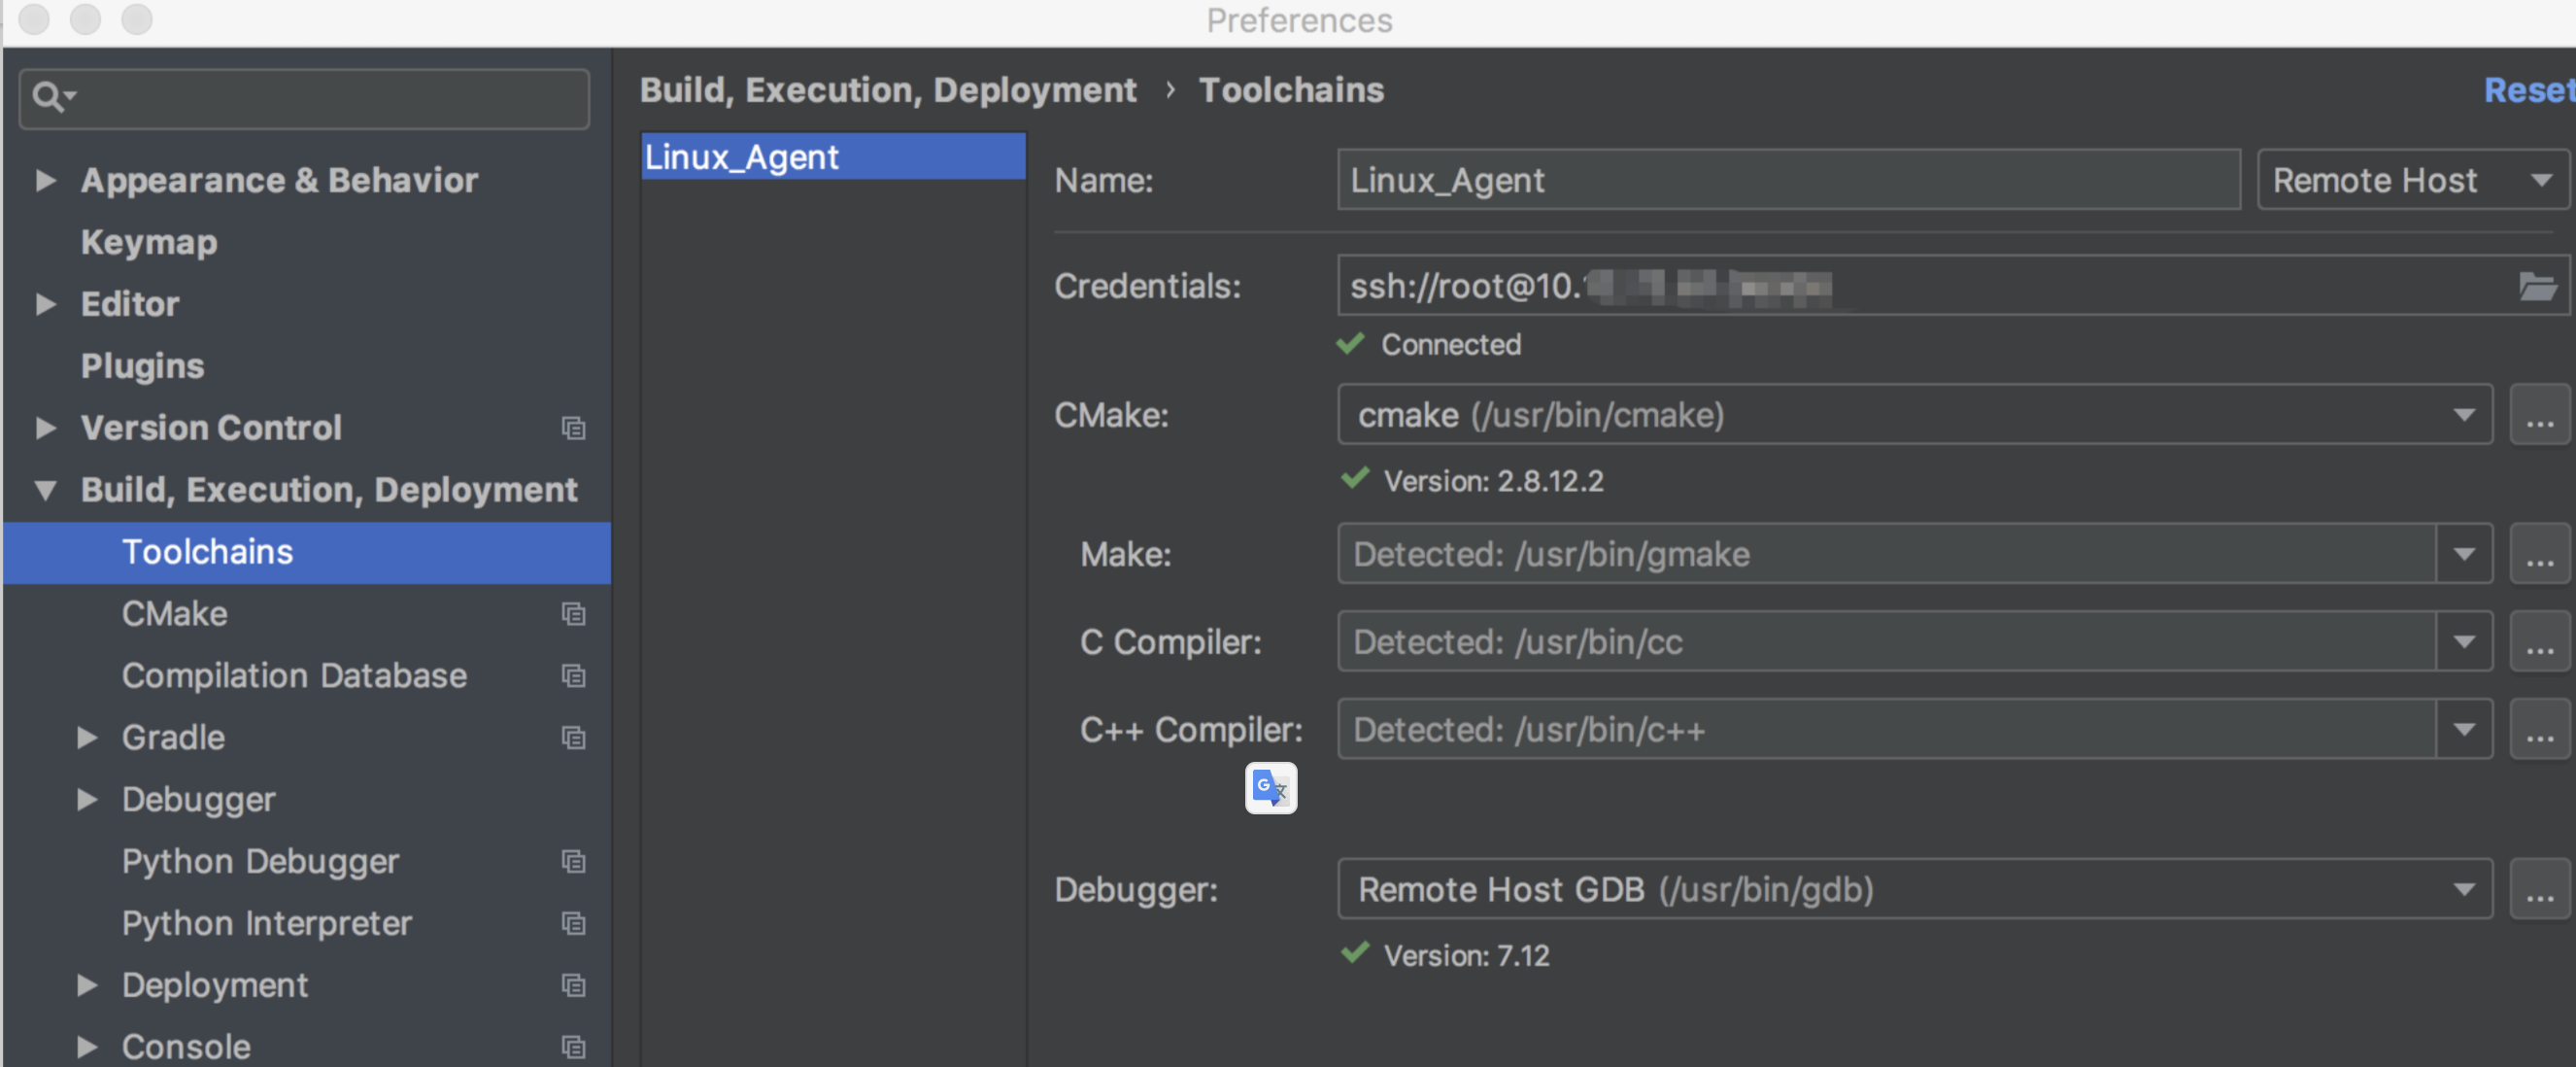 Preferences
Appearance & Behavior
Keymap
Editor
Plugins
Version Control
Build, Execution, Deployment
Toolchains
CMake
Compilation Database
Gradle
Debugger
Python Debugger
Python Interpreter
Deployment
Console
Build, Execution, Deployment › Toolchains
Reset
Linux_Agent
Name: Linux_Agent Remote Host
Credentials: ssh://root@10.
Connected
CMake: cmake (/usr/bin/cmake) ...
Version: 2.8.12.2
Make: Detected: /usr/bin/gmake ...
C Compiler: Detected: /usr/bin/cc ...
C++ Compiler: Detected: /usr/bin/c++ ...
G文
Debugger: Remote Host GDB (/usr/bin/gdb) ...
Version: 7.12